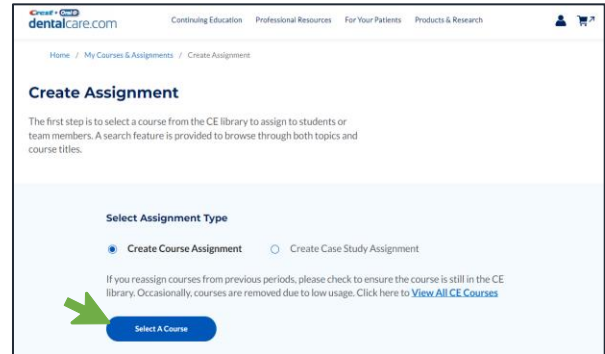 Crest + Oral-B
dentalcare.com
Continuing Education Professional Resources For Your Patients Products & Research
Home / My Courses & Assignments / Create Assignment
Create Assignment
The first step is to select a course from the CE library to assign to students or
team members. A search feature is provided to browse through both topics and
course titles.
Select Assignment Type
Create Course Assignment Create Case Study Assignment
If you reassign courses from previous periods, please check to ensure the course is still in the CE
library. Occasionally, courses are removed due to low usage. Click here to View All CE Courses
Select A Course